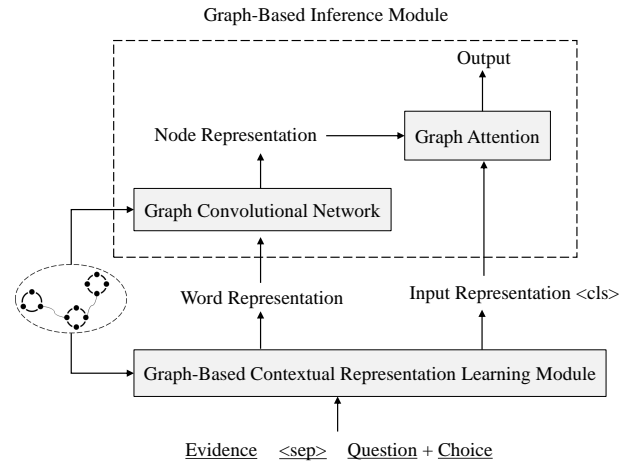 Graph-Based Inference Module
Output
Node Representation
Graph Attention
Graph Convolutional Network
Word Representation
Input Representation <cls>
Graph-Based Contextual Representation Learning Module
Evidence <sep> Question + Choice